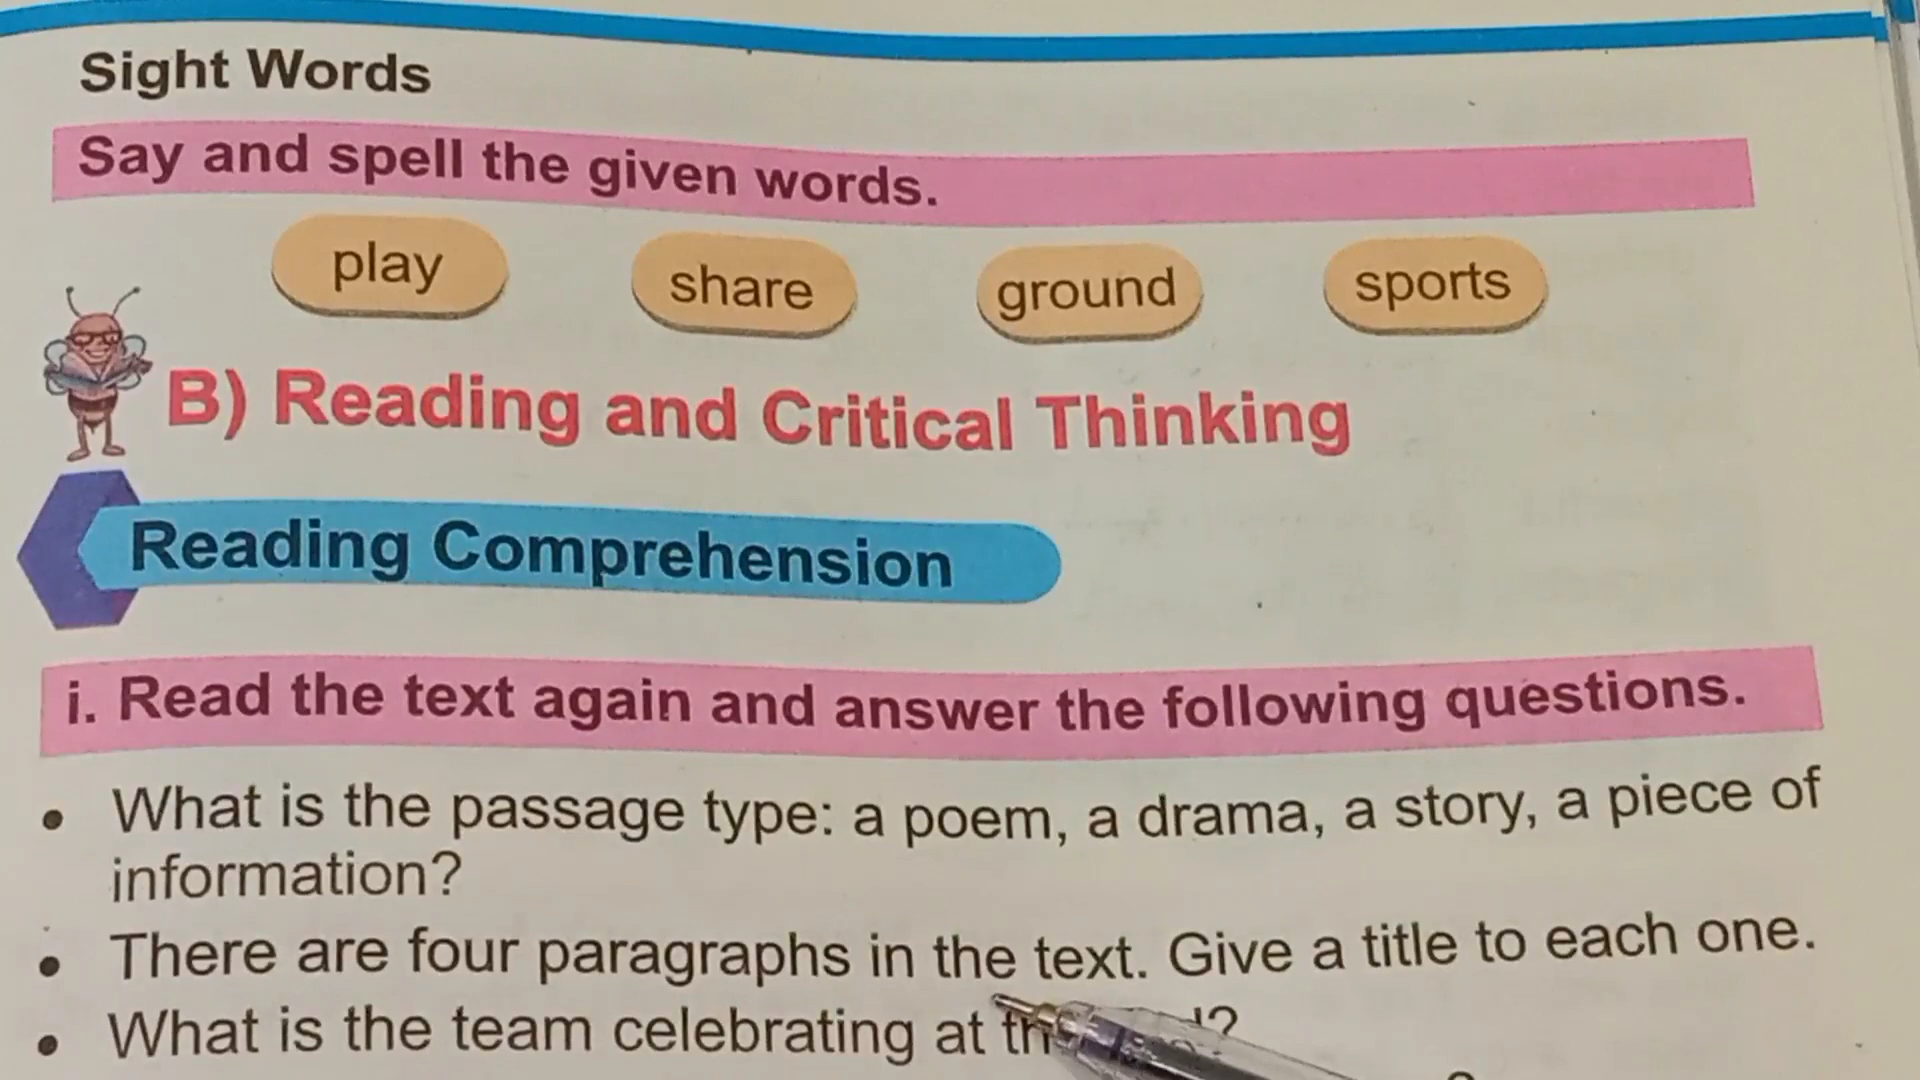 Sight Words
Say and spell the given words.
play share ground sports
B) Reading and Critical Thinking
Reading Comprehension
i. Read the text again and answer the following questions.
• What is the passage type: a poem, a drama, a story, a piece of
information?
• There are four paragraphs in the text. Give a title to each one.
• What is the team celebrating at